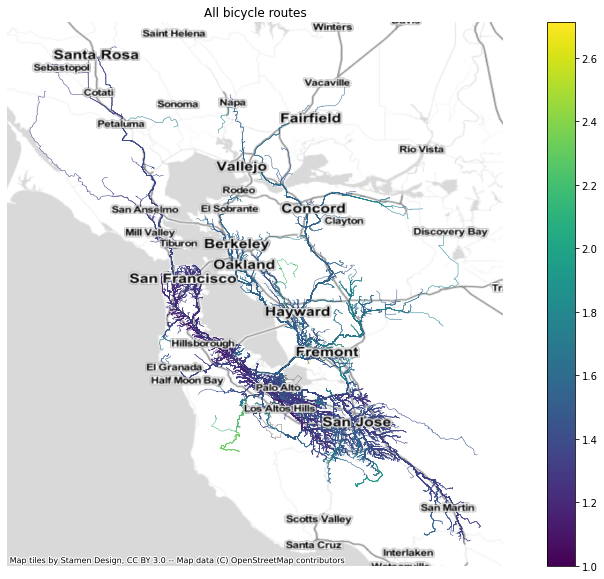 All bicycle routes
Winters
Saint Helena
Santa Rosa
Sebastopol
Vacaville
Cotati
Sonoma
Napa
Fairfield
Petaluma
Rio Vista
Vallejo
Rodeo
San Anselmo
El Sobrante
Concord
Clayton
Mill Valley
Discovery Bay
Tiburon
Berkeley
Oakland
San Francisco
Hayward
Hillsborough
Fremont
El Granada
Half Moon Bay
Palo Alto
Los Altos Hills
San Jose
San Martin
Scotts Valley
Santa Cruz
Interlaken
Map tiles by Stamen Design, CC BY 3.0 -- Map data (C) OpenStreetMap contributors
2.6
2.4
2.2
2.0
1.8
1.6
1.4
1.2
1.0